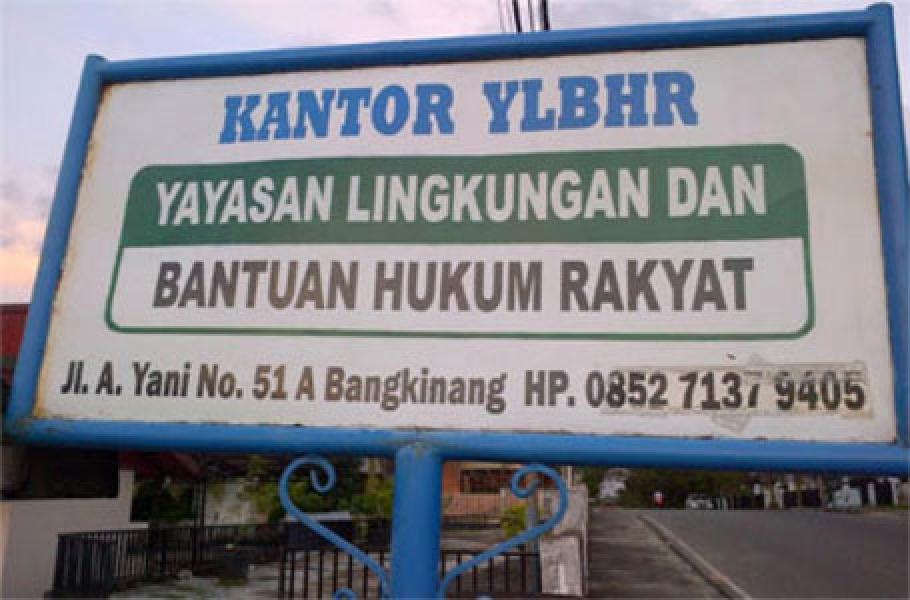 KANTOR YLBHR
YAYASAN LINGKUNGAN DAN
BANTUAN HUKUM RAKYAT
Jl. A. Yani No. 51 A Bangkinang HP. 0852 7137 9405